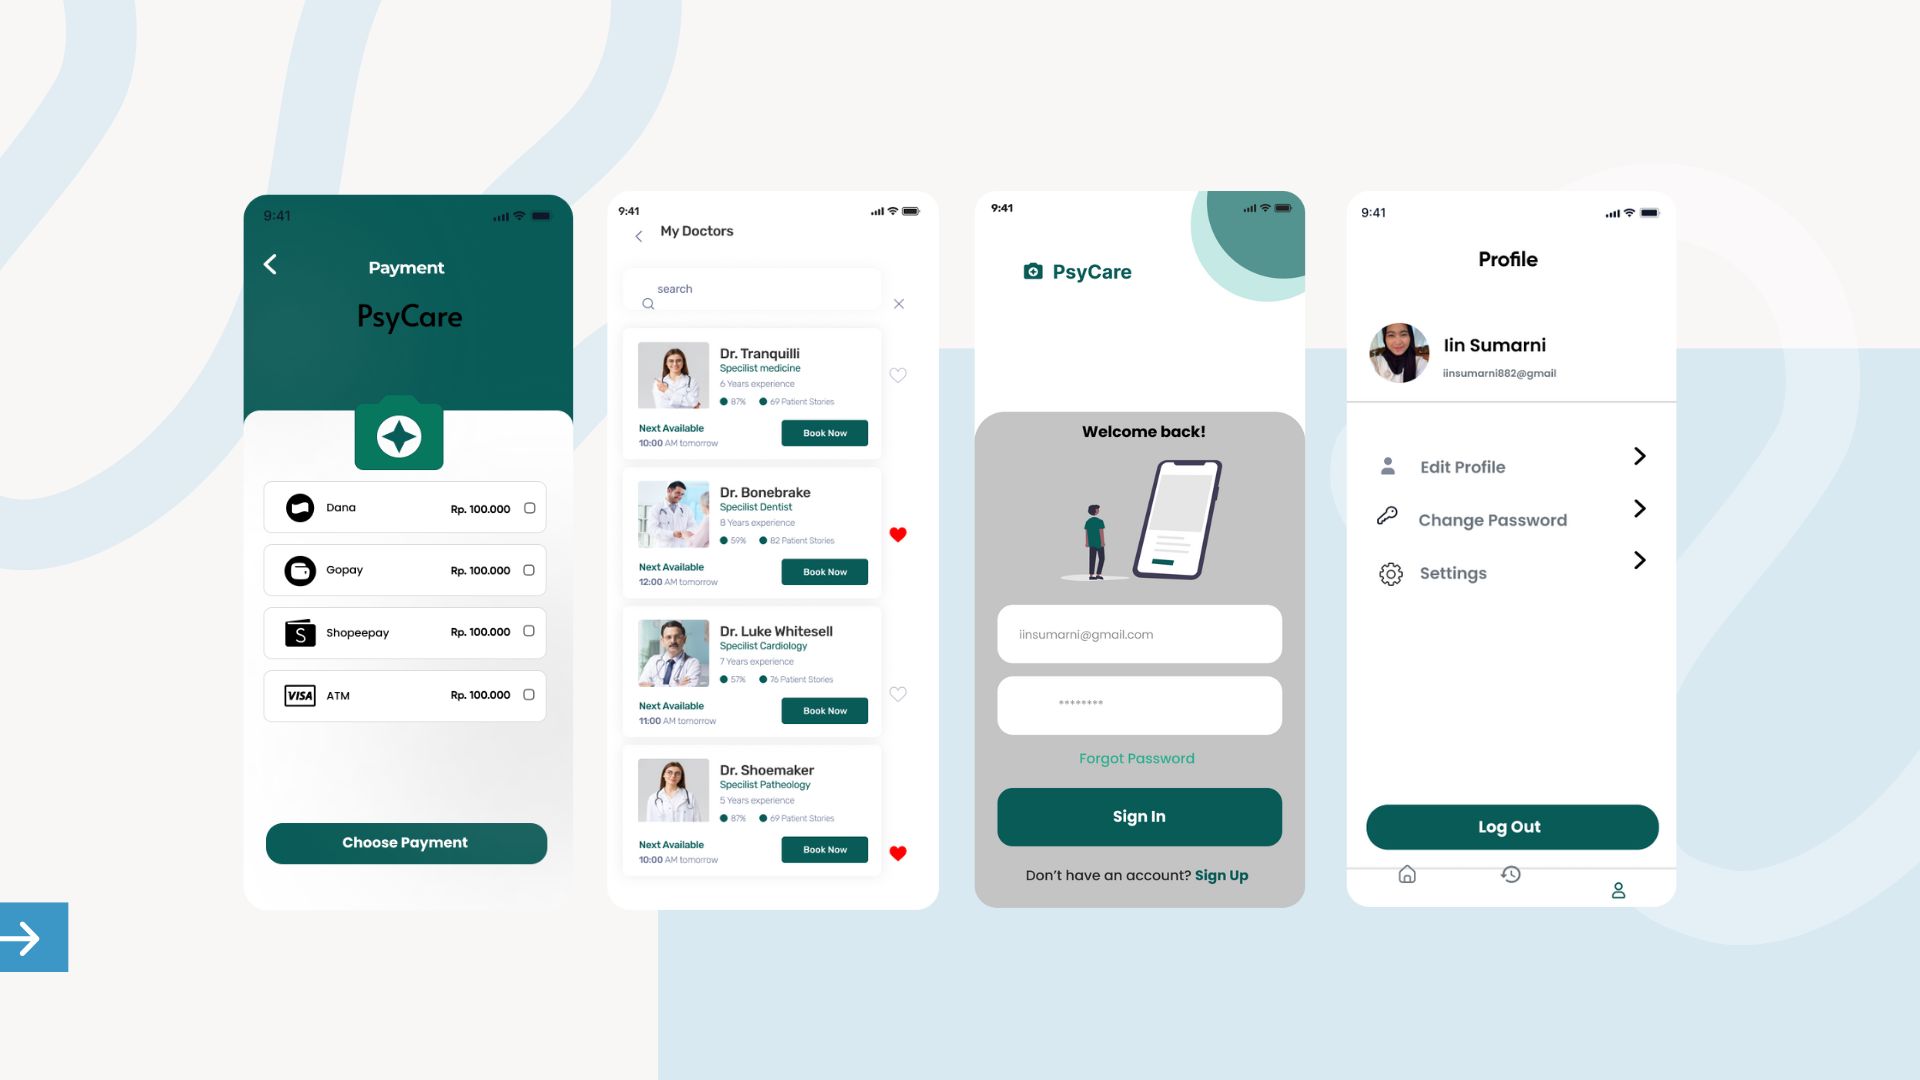 9:41
Payment
PsyCare
Dana Rp. 100.000
Gopay Rp. 100.000
S
Shopeepay Rp. 100.000
VISA ATM Rp. 100.000
Choose Payment
9:41
My Doctors
search
Dr. Tranquilli
Specilist medicine
6 Years experience
87% 69 Patient Stories
Next Available
10:00 AM tomorrow
Book Now
Dr. Bonebrake
Specilist Dentist
8 Years experience
59% 82 Patient Stories
Next Available
12:00 AM tomorrow
Book Now
Dr. Luke Whitesell
Specilist Cardiology
7 Years experience
57% 76 Patient Stories
Next Available
11:00 AM tomorrow
Book Now
Dr. Shoemaker
Specilist Patheology
5 Years experience
87% 69 Patient Stories
Next Available
10:00 AM tomorrow
Book Now
9:41
PsyCare
Welcome back!
iinsumarni@gmail.com
********
Forgot Password
Sign In
Don't have an account? Sign Up
9:41
Profile
Iin Sumarni
iinsumarni882@gmail
Edit Profile
Change Password
Settings
Log Out